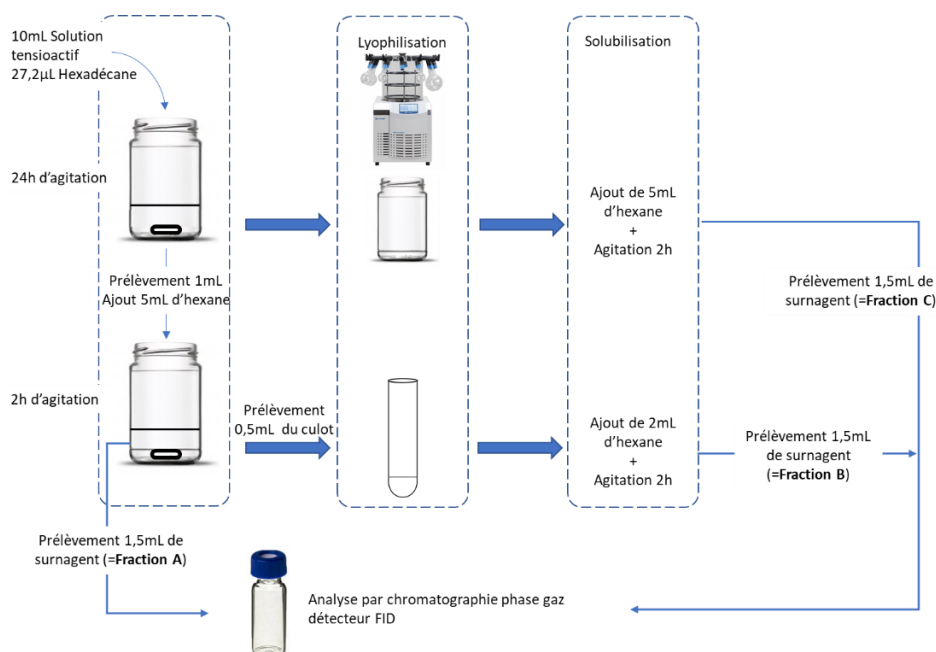 10mL Solution
tensioactif
27,2µL Hexadécane
24h d'agitation
Prélèvement 1mL
Ajout 5mL d'hexane
2h d'agitation
Prélèvement
0,5mL du culot
Lyophilisation
Solubilisation
Ajout de 5mL
d'hexane
+
Agitation 2h
Ajout de 2mL
d'hexane
+
Agitation 2h
Prélèvement 1,5mL de
surnagent (=Fraction C)
Prélèvement 1,5mL
de surnagent
(=Fraction B)
Prélèvement 1,5mL de
surnagent (=Fraction A)
Analyse par chromatographie phase gaz
détecteur FID